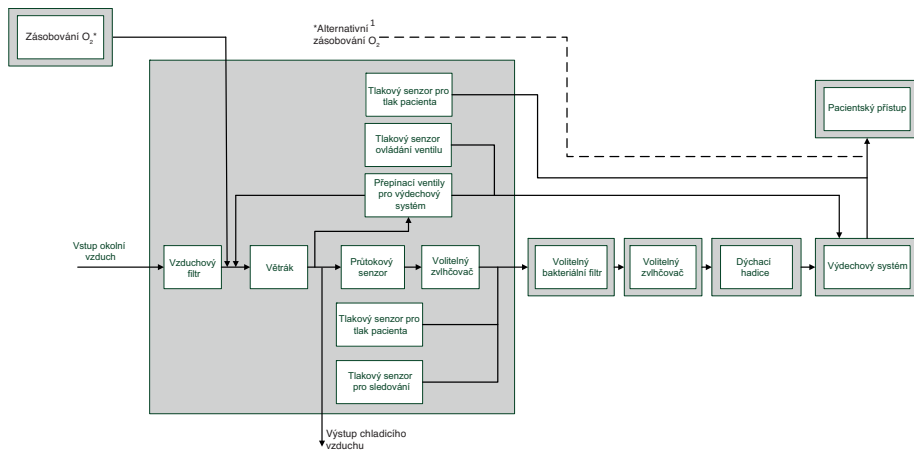 Zásobování O₂*
*Alternativní ¹
zásobování O₂
Tlakový senzor pro
tlak pacienta
Pacientský přístup
Tlakový senzor
ovládání ventilu
Přepínací ventily
pro výdechový
systém
Vstup okolní
vzduch
Vzduchový
filtr
Větrák
Průtokový
senzor
Volitelný
zvlhčovač
Volitelný
bakteriální filtr
Volitelný
zvlhčovač
Dýchací
hadice
Výdechový systém
Tlakový senzor pro
tlak pacienta
Tlakový senzor
pro sledování
Výstup chladicího
vzduchu